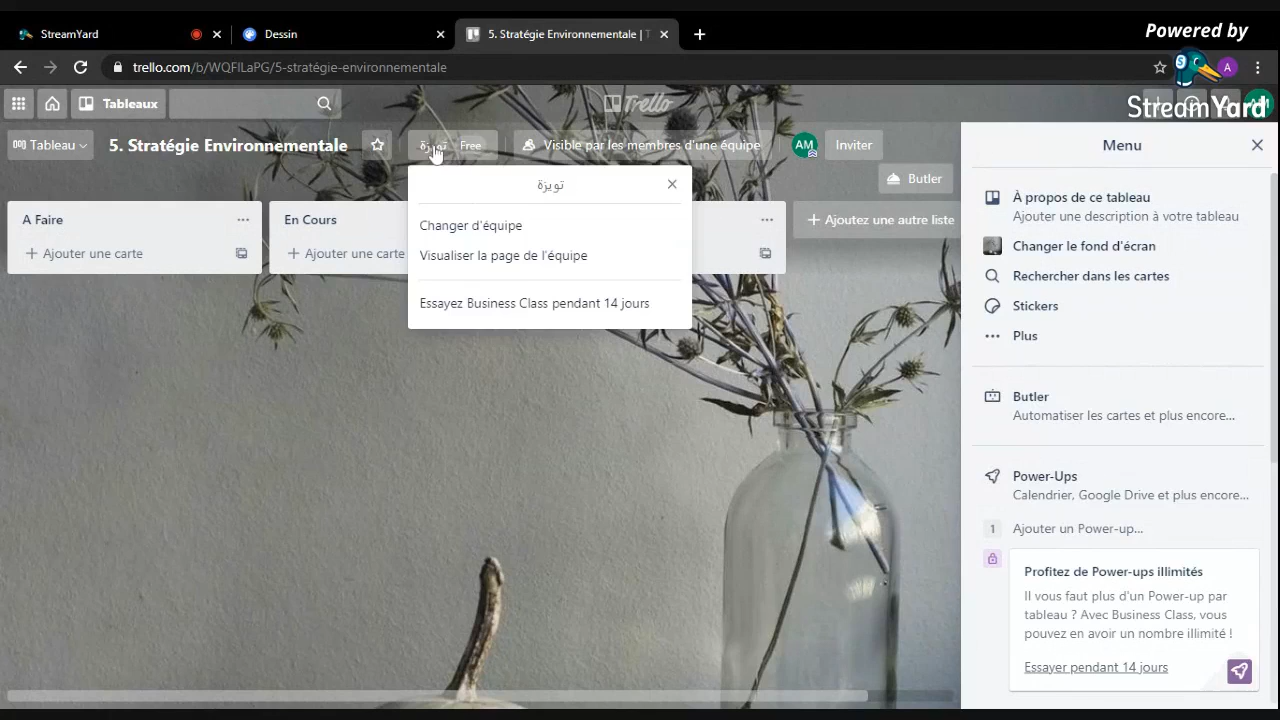 Powered by
StreamYard
StreamYard
Dessin
5. Stratégie Environnementale | T
trello.com/b/WQFILaPG/5-stratégie-environnementale
A
Tableaux
Trello
Tableau
5. Stratégie Environnementale
تويزة
Free
Visible par les membres d'une équipe
AM
Inviter
Butler
تويزة
Changer d'équipe
Visualiser la page de l'équipe
Essayez Business Class pendant 14 jours
A Faire
Ajouter une carte
En Cours
Ajouter une carte
Ajoutez une autre liste
Menu
À propos de ce tableau
Ajouter une description à votre tableau
Changer le fond d'écran
Rechercher dans les cartes
Stickers
Plus
Butler
Automatiser les cartes et plus encore...
Power-Ups
Calendrier, Google Drive et plus encore...
1
Ajouter un Power-up...
Profitez de Power-ups illimités
Il vous faut plus d'un Power-up par
tableau ? Avec Business Class, vous
pouvez en avoir un nombre illimité !
Essayer pendant 14 jours